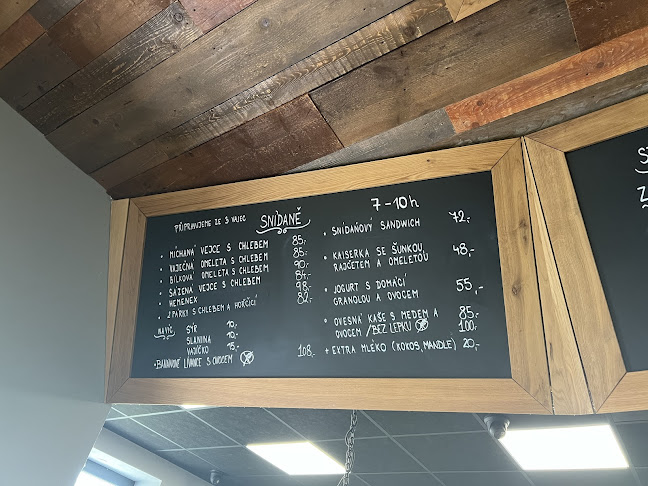 PŘIPRAVUJEME ZE 3 VAJEC
SNÍDANĚ
7-10h
• MÍCHANÁ VEJCE S CHLEBEM 85,-
• VAJEČNÁ OMELETA S CHLEBEM 85,-
• BÍLKOVÁ OMELETA S CHLEBEM 90,-
• SÁZENÁ VEJCE S CHLEBEM 84,-
• HEMENEX 98,-
• 2 PÁRKY S CHLEBEM A HOŘČICÍ 82,-
NAVÍC:
SÝR 10,-
SLANINA 10,-
VAJÍČKO 15,-
• BANÁNOVÉ LÍVANCE S OVOCEM 108,-
• SNÍDAŇOVÝ SANDWICH 72,-
• KAISERKA SE ŠUNKOU, 48,-
RAJČETEM A OMELETOU
• JOGURT S DOMÁCÍ 55,-
GRANOLOU A OVOCEM
• OVESNÁ KAŠE S MEDEM A 85,-
OVOCEM /BEZ LEPKU 100,-
+ EXTRA MLÉKO (KOKOS, MANDLE) 20,-